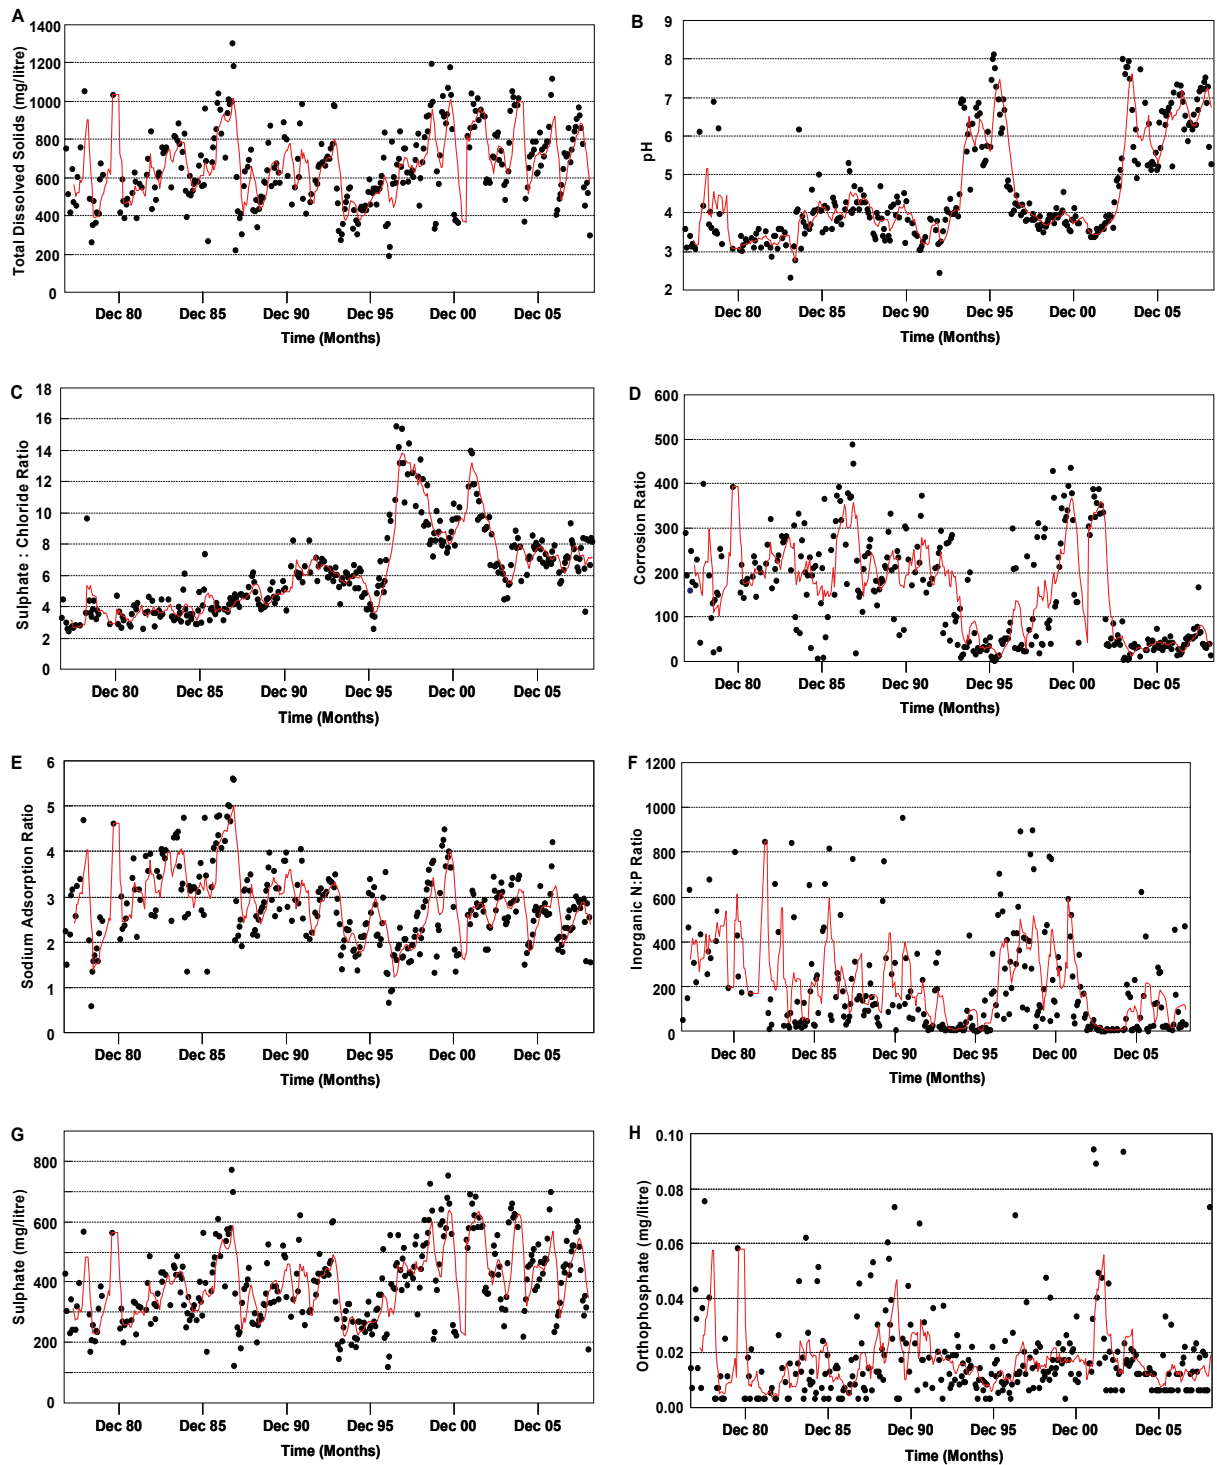 A
Total Dissolved Solids (mg/litre)
1400
1200
1000
800
600
400
200
0
Dec 80 Dec 85 Dec 90 Dec 95 Dec 00 Dec 05
Time (Months)
B
pH
9
8
7
6
5
4
3
2
Dec 80 Dec 85 Dec 90 Dec 95 Dec 00 Dec 05
Time (Months)
C
Sulphate : Chloride Ratio
18
16
14
12
10
8
6
4
2
0
Dec 80 Dec 85 Dec 90 Dec 95 Dec 00 Dec 05
Time (Months)
D
Corrosion Ratio
600
500
400
300
200
100
0
Dec 80 Dec 85 Dec 90 Dec 95 Dec 00 Dec 05
Time (Months)
E
Sodium Adsorption Ratio
6
5
4
3
2
1
0
Dec 80 Dec 85 Dec 90 Dec 95 Dec 00 Dec 05
Time (Months)
F
Inorganic N:P Ratio
1200
1000
800
600
400
200
0
Dec 80 Dec 85 Dec 90 Dec 95 Dec 00 Dec 05
Time (Months)
G
Sulphate (mg/litre)
800
600
400
200
0
Dec 80 Dec 85 Dec 90 Dec 95 Dec 00 Dec 05
Time (Months)
H
Orthophosphate (mg/litre)
0.10
0.08
0.06
0.04
0.02
0.00
Dec 80 Dec 85 Dec 90 Dec 95 Dec 00 Dec 05
Time (Months)